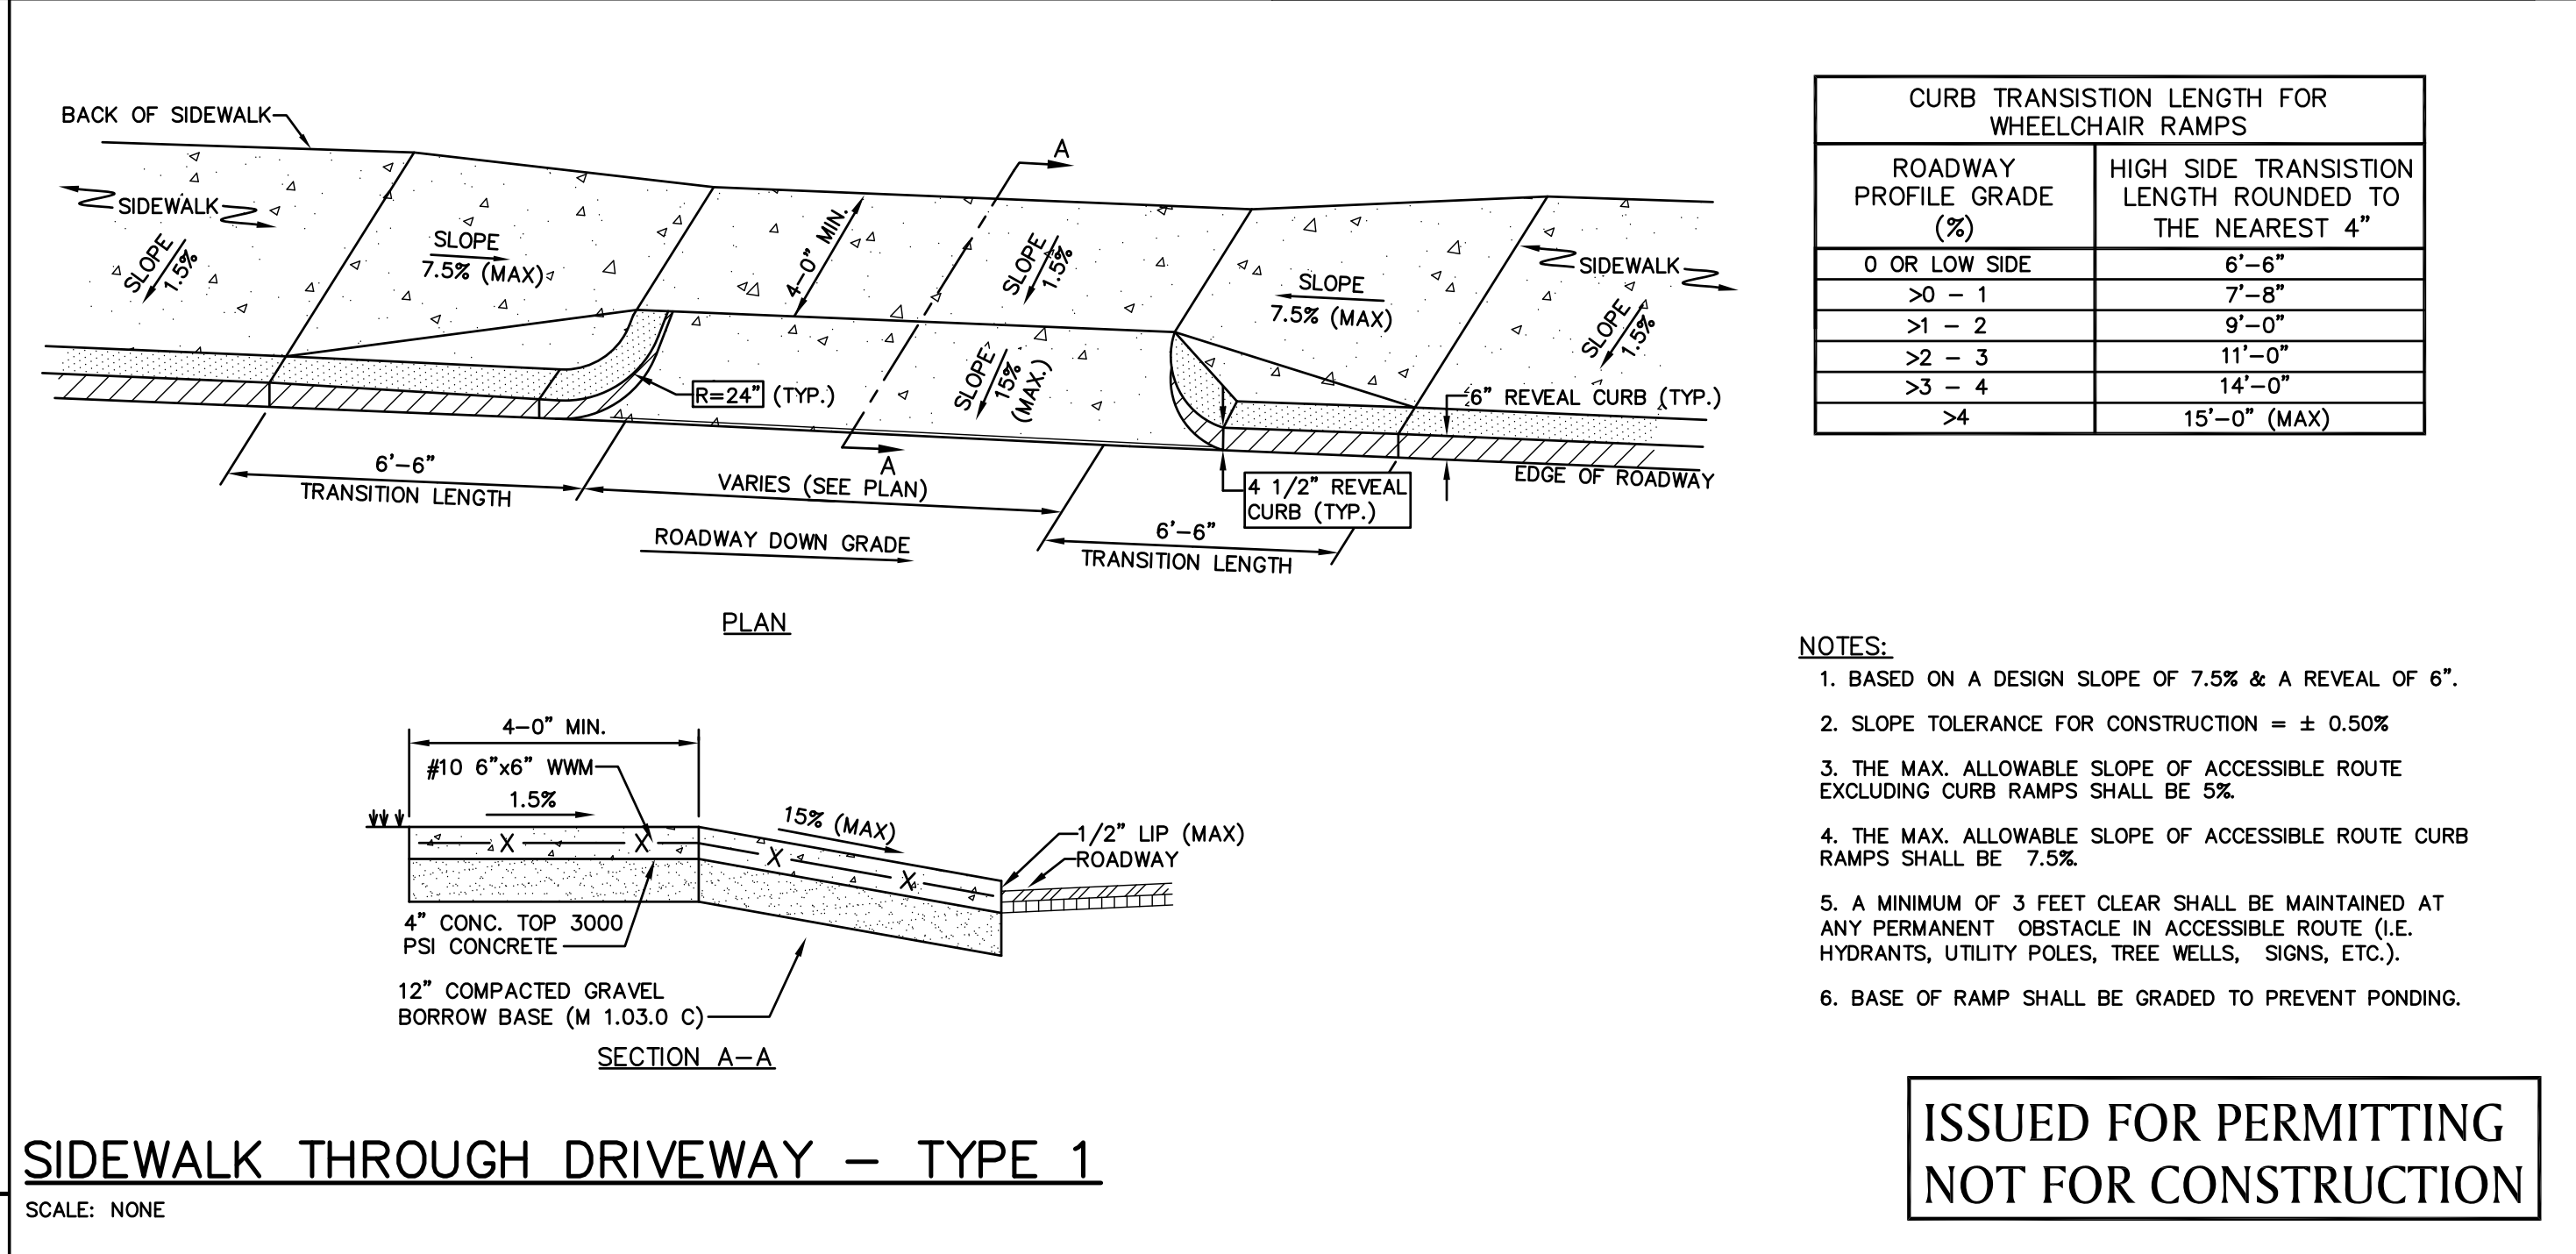 BACK OF SIDEWALK
A
SIDEWALK
SLOPE
1.5%
SLOPE
7.5% (MAX)
4-0" MIN.
SLOPE
1.5%
SLOPE
7.5% (MAX)
SIDEWALK
SLOPE
1.5%
R=24" (TYP.)
SLOPE
15%
(MAX.)
6" REVEAL CURB (TYP.)
A
6'-6"
TRANSITION LENGTH
VARIES (SEE PLAN)
4 1/2" REVEAL
CURB (TYP.)
EDGE OF ROADWAY
ROADWAY DOWN GRADE
6'-6"
TRANSITION LENGTH
PLAN
CURB TRANSISTION LENGTH FOR
WHEELCHAIR RAMPS
ROADWAY
PROFILE GRADE
(%)
HIGH SIDE TRANSISTION
LENGTH ROUNDED TO
THE NEAREST 4"
0 OR LOW SIDE 6'-6"
>0 - 1 7'-8"
>1 - 2 9'-0"
>2 - 3 11'-0"
>3 - 4 14'-0"
>4 15'-0" (MAX)
NOTES:
1. BASED ON A DESIGN SLOPE OF 7.5% & A REVEAL OF 6".
2. SLOPE TOLERANCE FOR CONSTRUCTION = ± 0.50%
3. THE MAX. ALLOWABLE SLOPE OF ACCESSIBLE ROUTE
EXCLUDING CURB RAMPS SHALL BE 5%.
4. THE MAX. ALLOWABLE SLOPE OF ACCESSIBLE ROUTE CURB
RAMPS SHALL BE 7.5%.
5. A MINIMUM OF 3 FEET CLEAR SHALL BE MAINTAINED AT
ANY PERMANENT OBSTACLE IN ACCESSIBLE ROUTE (I.E.
HYDRANTS, UTILITY POLES, TREE WELLS, SIGNS, ETC.).
6. BASE OF RAMP SHALL BE GRADED TO PREVENT PONDING.
4-0" MIN.
#10 6"x6" WWM
1.5%
15% (MAX)
1/2" LIP (MAX)
ROADWAY
X
X
X
X
4" CONC. TOP 3000
PSI CONCRETE
12" COMPACTED GRAVEL
BORROW BASE (M 1.03.0 C)
SECTION A-A
SIDEWALK THROUGH DRIVEWAY - TYPE 1
SCALE: NONE
ISSUED FOR PERMITTING
NOT FOR CONSTRUCTION